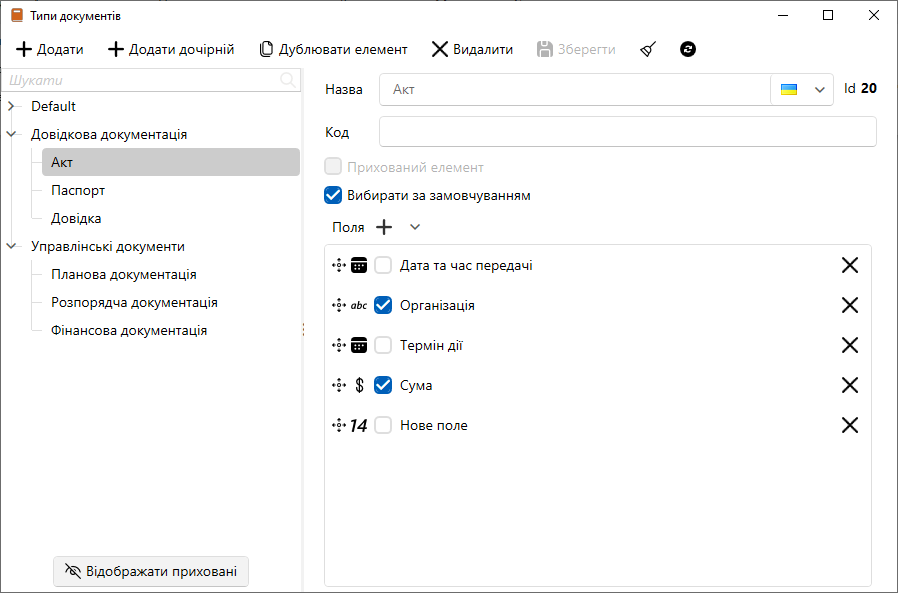 Типи документів
Додати Додати дочірній Дублювати елемент Видалити Зберегти
Шукати
Default
Довідкова документація
Акт
Паспорт
Довідка
Управлінські документи
Планова документація
Розпорядча документація
Фінансова документація
Відображати приховані
Назва Акт Id 20
Код
Прихований елемент
Вибирати за замовчуванням
Поля
Дата та час передачі
abc Організація
Термін дії
$ Сума
14 Нове поле